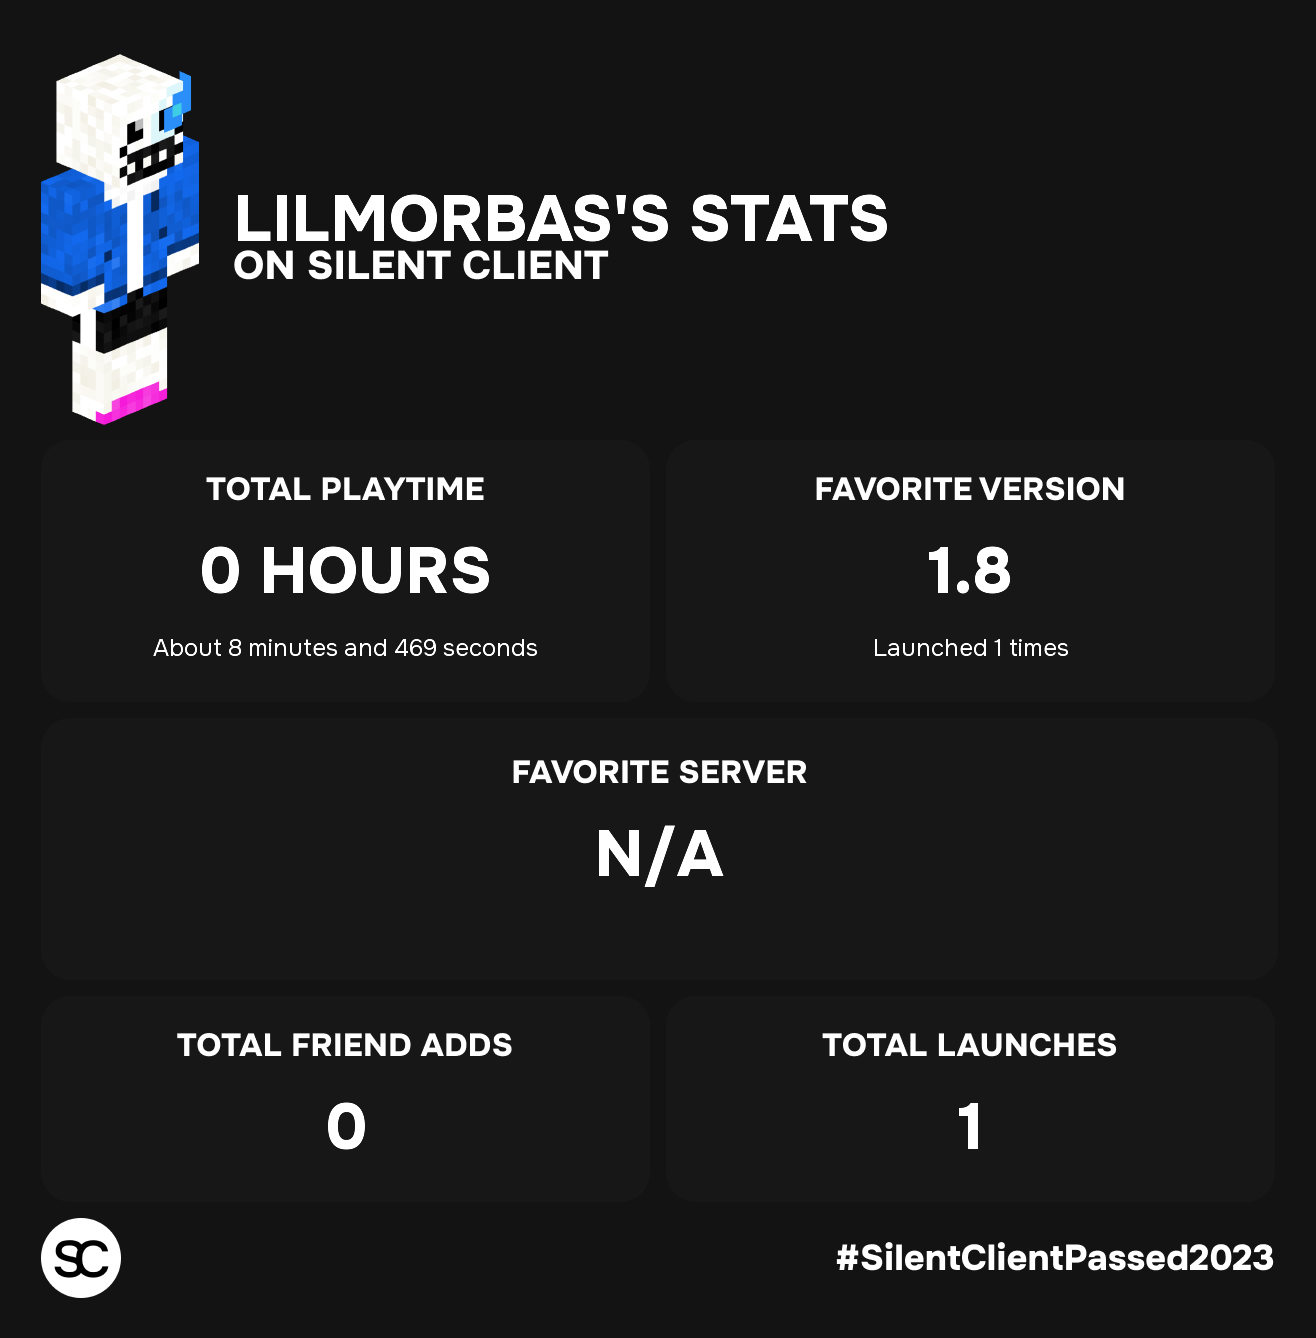 LILMORBAS'S STATS
ON SILENT CLIENT
TOTAL PLAYTIME
0 HOURS
About 8 minutes and 469 seconds
FAVORITE VERSION
1.8
Launched 1 times
FAVORITE SERVER
N/A
TOTAL FRIEND ADDS
0
TOTAL LAUNCHES
1
SC
#SilentClientPassed2023